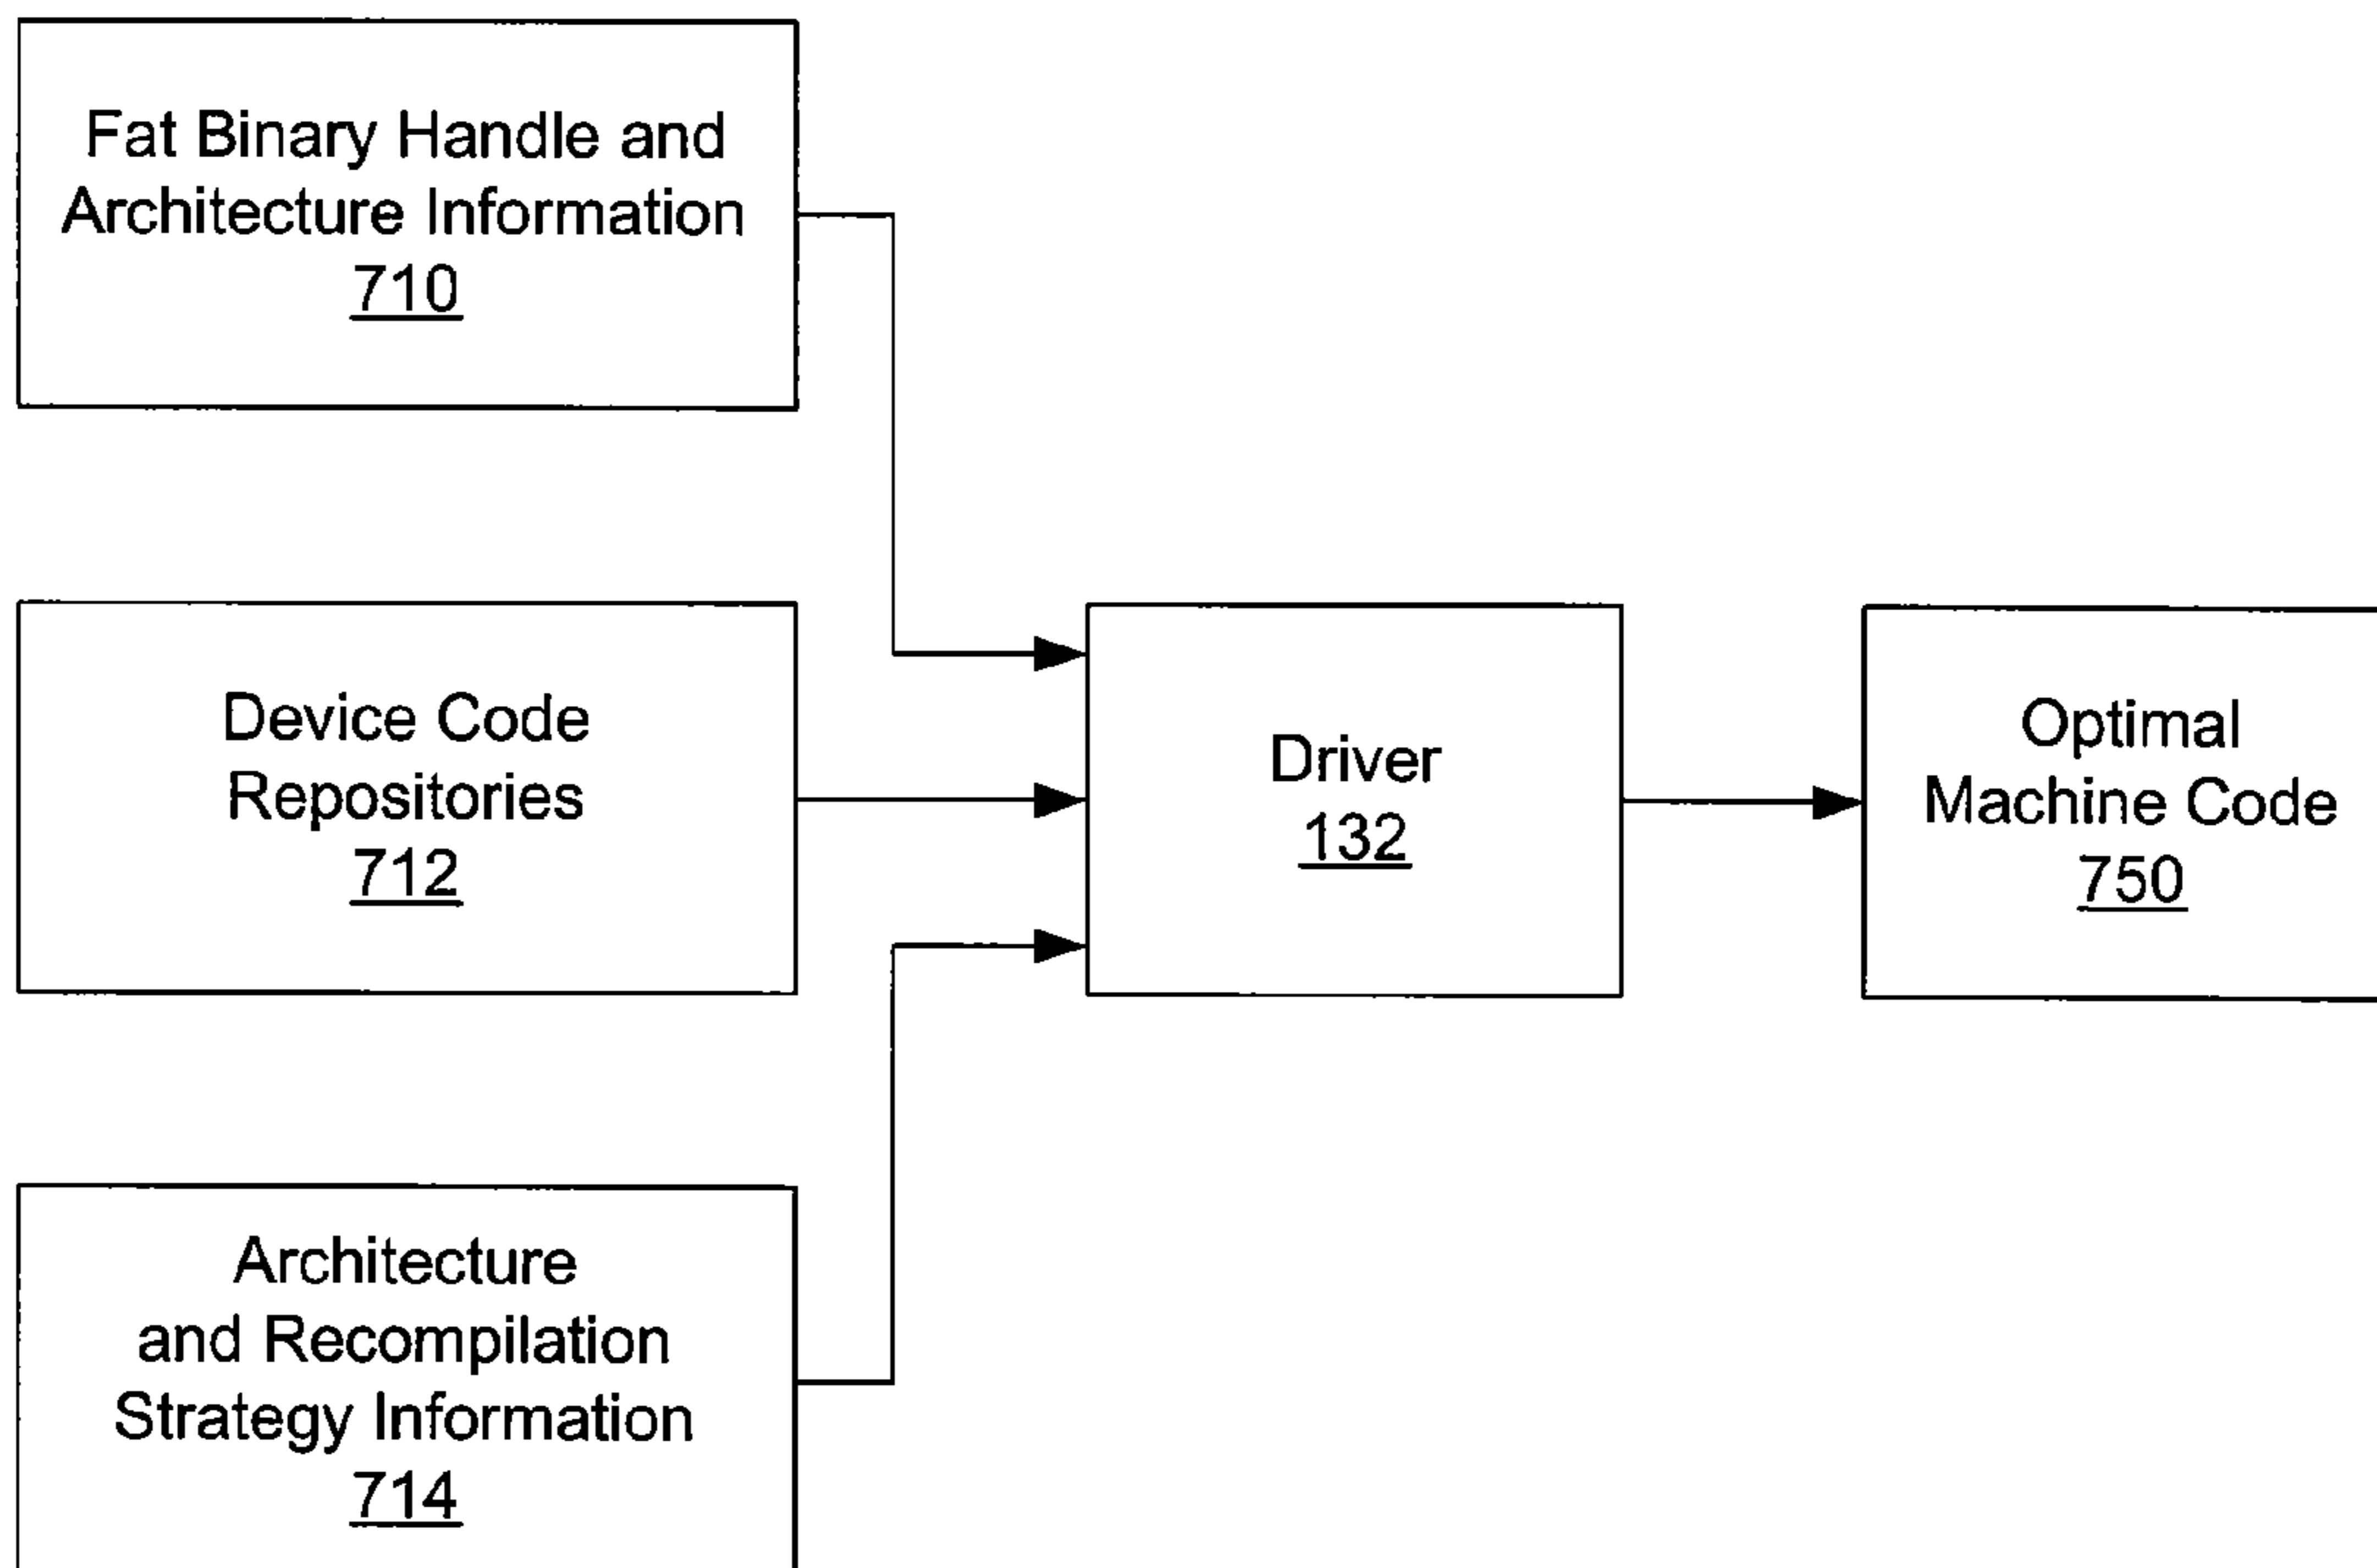 Fat Binary Handle and
Architecture Information
710
Device Code
Repositories
712
Architecture
and Recompilation
Strategy Information
714
Driver
132
Optimal
Machine Code
750